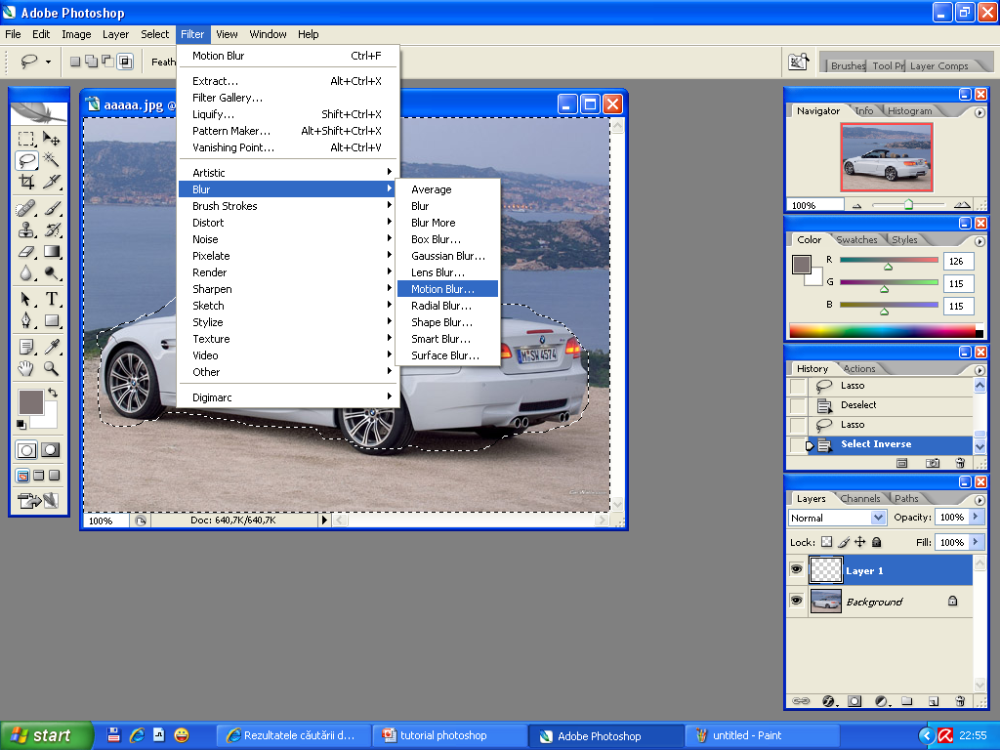 Adobe Photoshop
File Edit Image Layer Select Filter View Window Help
Feath
Brushes Tool Pr Layer Comps
Motion Blur Ctrl+F
Extract... Alt+Ctrl+X
Filter Gallery...
Liquify... Shift+Ctrl+X
Pattern Maker... Alt+Shift+Ctrl+X
Vanishing Point... Alt+Ctrl+V
Artistic
Blur
Brush Strokes
Distort
Noise
Pixelate
Render
Sharpen
Sketch
Stylize
Texture
Video
Other
Digimarc
Average
Blur
Blur More
Box Blur...
Gaussian Blur...
Lens Blur...
Motion Blur...
Radial Blur...
Shape Blur...
Smart Blur...
Surface Blur...
aaaaa.jpg @
M·SW 4574
100% Doc: 640,7K/640,7K
Navigator Info Histogram
100%
Color Swatches Styles
R 126
G 115
B 115
History Actions
Lasso
Deselect
Lasso
Select Inverse
Layers Channels Paths
Normal Opacity: 100%
Lock: Fill: 100%
Layer 1
Background
start Rezultatele căutării d... tutorial photoshop Adobe Photoshop untitled - Paint 22:55